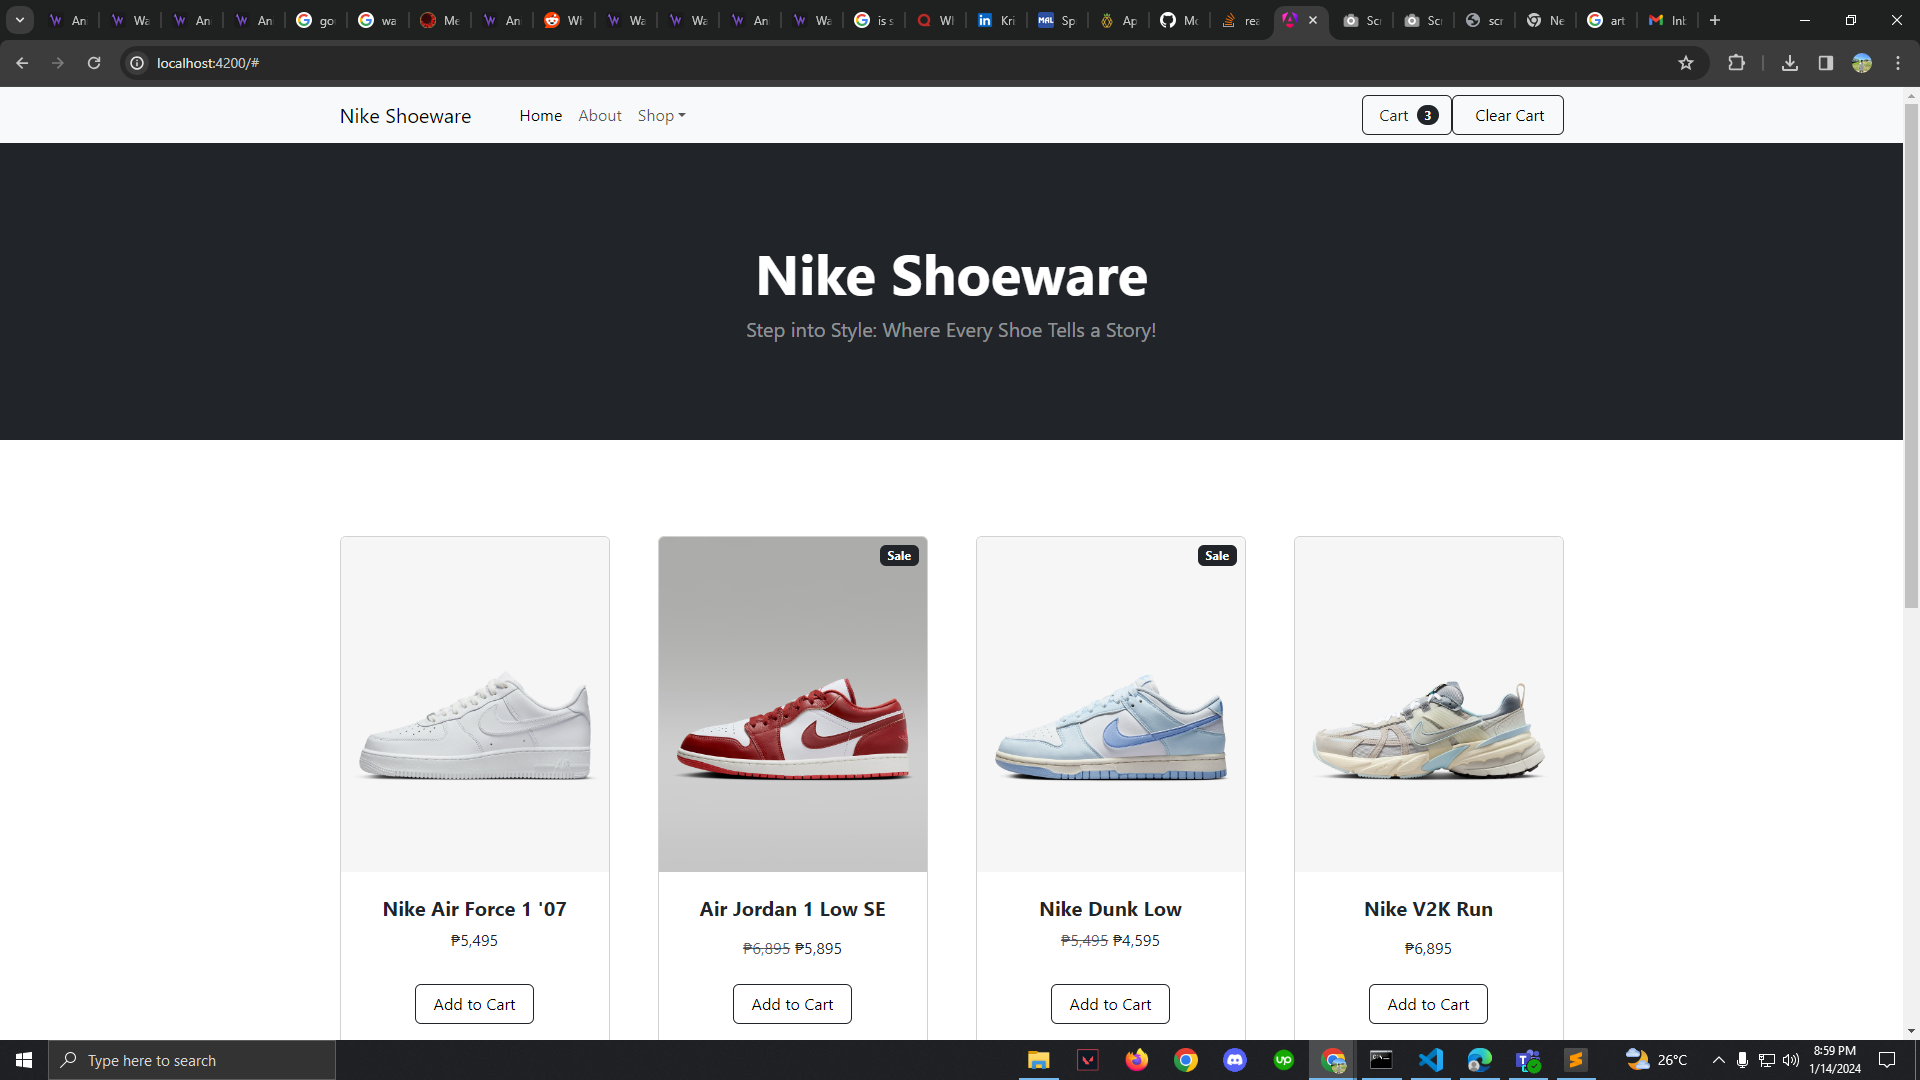 An
Wa
An
An
go
wa
Me
An
Wh
Wa
Wa
An
Wa
is s
Wh
Kri
Sp
Ap
Mo
rea
Scr
Scr
scr
Ne
art
Inb
localhost:4200/#
Nike Shoeware
Home
About
Shop
Cart 3
Clear Cart
Nike Shoeware
Step into Style: Where Every Shoe Tells a Story!
Sale
Sale
Nike Air Force 1 '07
₱5,495
Add to Cart
Air Jordan 1 Low SE
₱6,895 ₱5,895
Add to Cart
Nike Dunk Low
₱5,495 ₱4,595
Add to Cart
Nike V2K Run
₱6,895
Add to Cart
Type here to search
26°C
8:59 PM
1/14/2024